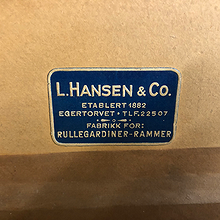 L. HANSEN & CO.
ETABLERT 1882
EGERTORVET • TLF. 22507
FABRIKK FOR:
RULLEGARDINER-RAMMER